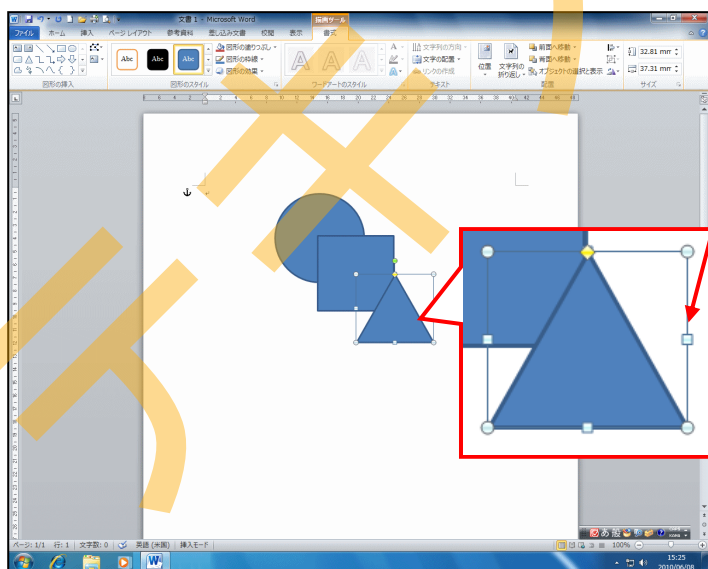 文書 1 - Microsoft Word
描画ツール
ファイル ホーム 挿入 ページ レイアウト 参考資料 差し込み文書 校閲 表示 書式
Abc Abc Abc
図形の塗りつぶし
図形の枠線
図形の効果
A A A
文字列の方向
文字の配置
リンクの作成
位置 文字列の折り返し
前面へ移動
背面へ移動
オブジェクトの選択と表示
32.81 mm
37.31 mm
図形の挿入 図形のスタイル ワードアートのスタイル テキスト 配置 サイズ
ページ: 1/1 行: 1 文字数: 0 英語 (米国) 挿入モード
あ 般
100%
15:25
2010/06/08